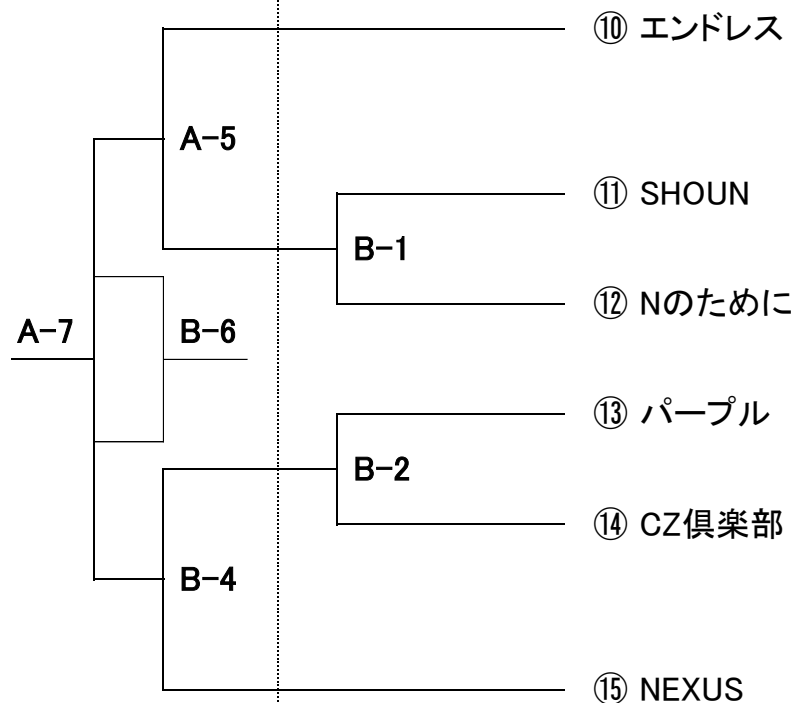 ⑩ エンドレス
A-5
⑪ SHOUN
B-1
⑫ Nのために
A-7
B-6
⑬ パープル
B-2
⑭ CZ倶楽部
B-4
⑮ NEXUS